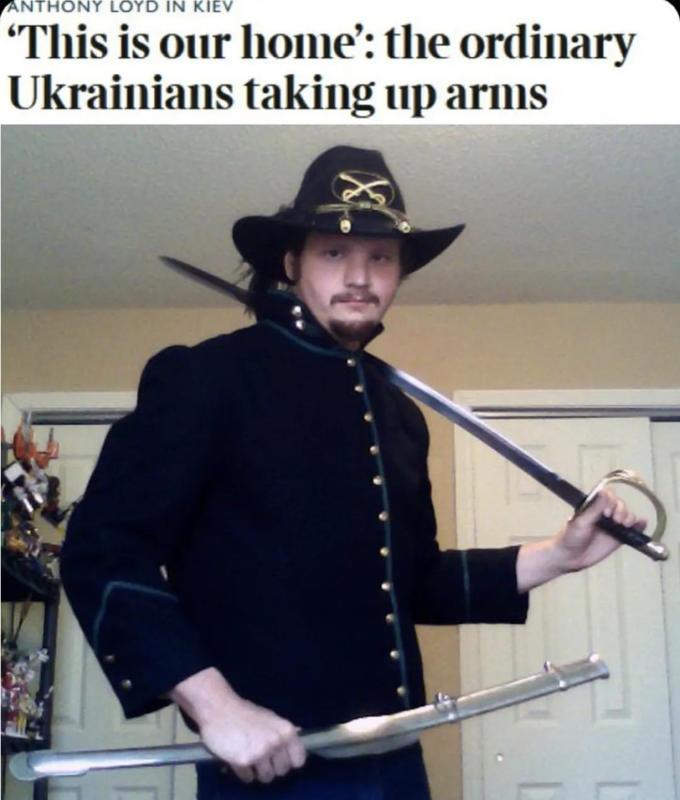 ANTHONY LOYD IN KIEV
‘This is our home’: the ordinary
Ukrainians taking up arms